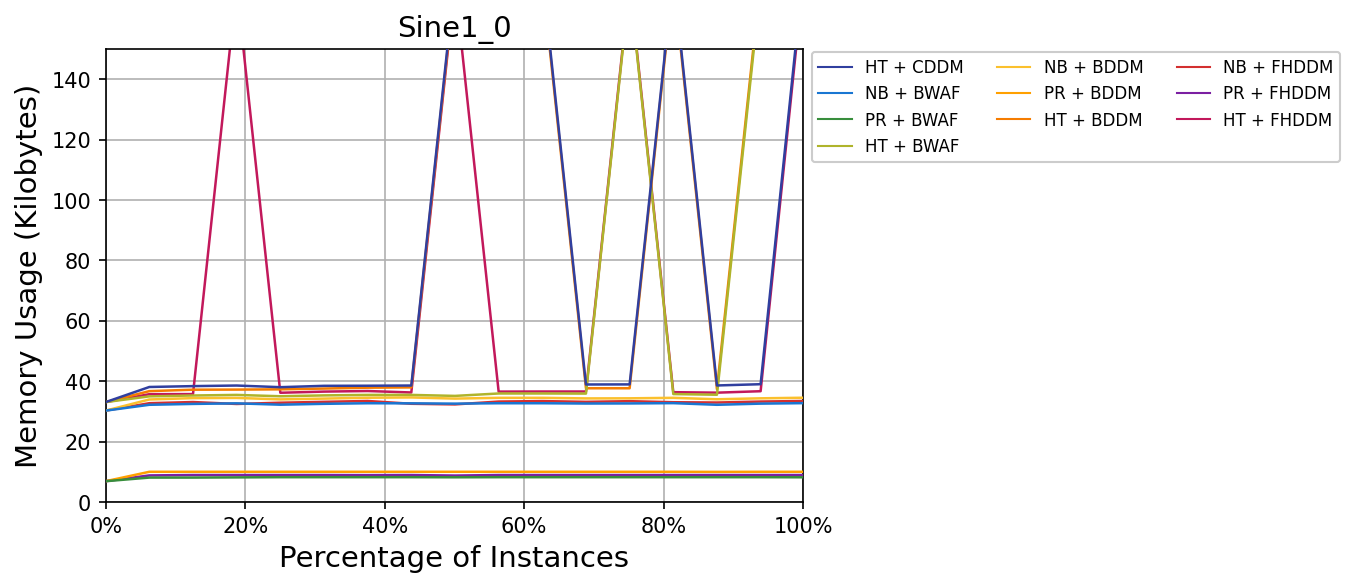 Sine1_0
Memory Usage (Kilobytes)
140
120
100
80
60
40
20
0
0%
20%
40%
60%
80%
100%
Percentage of Instances
HT + CDDM
NB + BWAF
PR + BWAF
HT + BWAF
NB + BDDM
PR + BDDM
HT + BDDM
NB + FHDDM
PR + FHDDM
HT + FHDDM